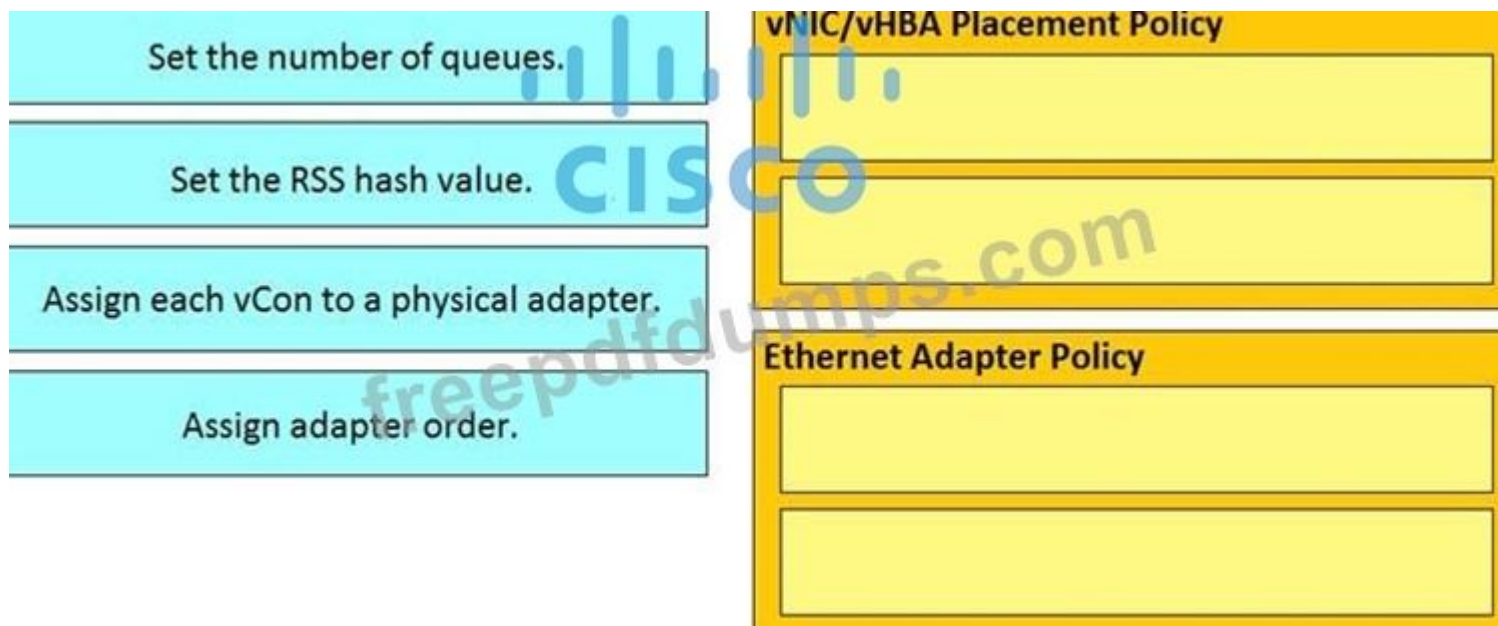 Set the number of queues.
Set the RSS hash value.
Assign each vCon to a physical adapter.
Assign adapter order.
vNIC/vHBA Placement Policy
Ethernet Adapter Policy
CISCO
freepdfdumps.com